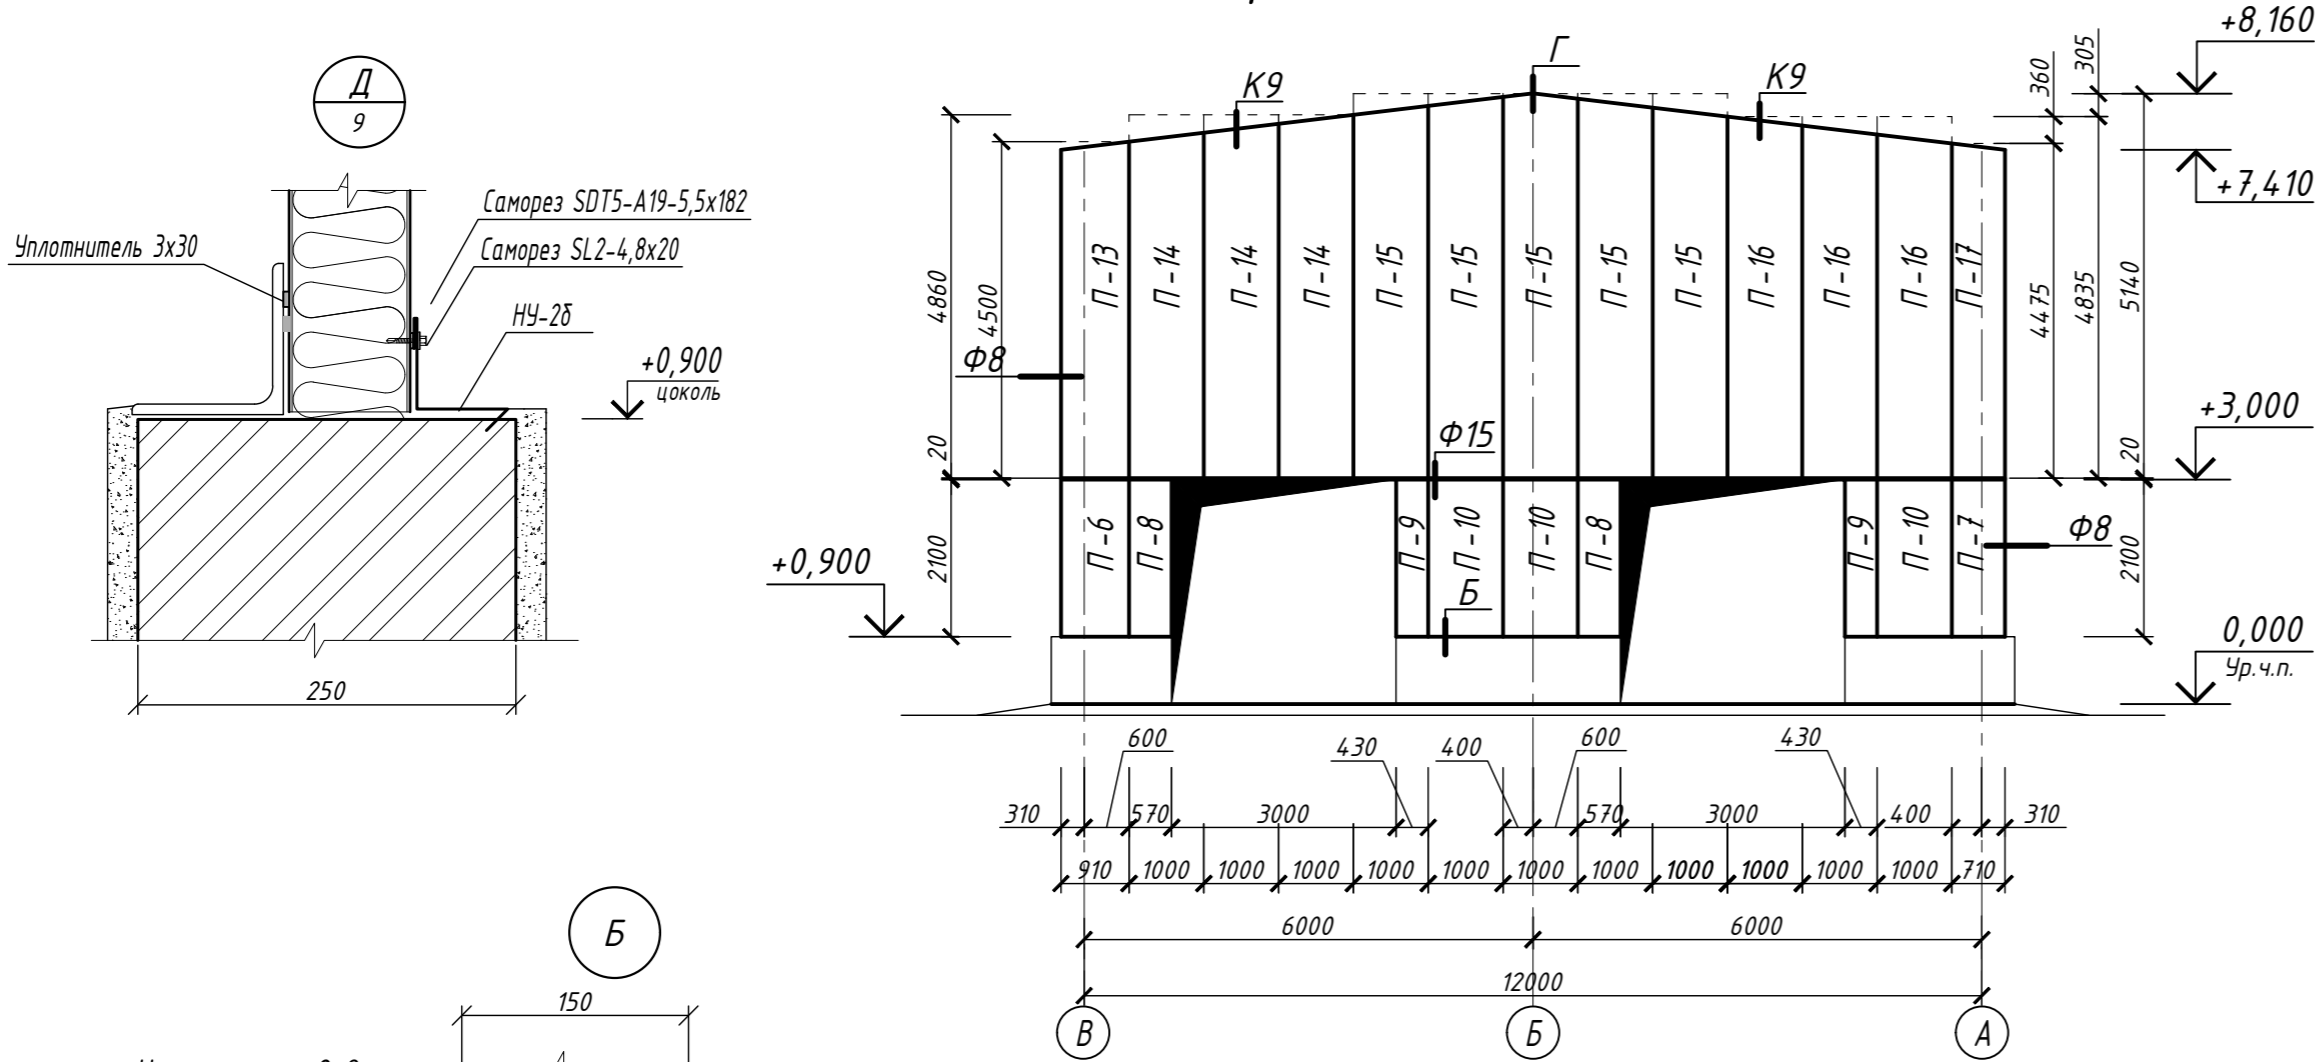 Д
9
Саморез SDT5-A19-5,5x182
Саморез SL2-4,8x20
Уплотнитель 3x30
НУ-2б
+0,900
цоколь
250
Б
150
Г
К9
К9
+8,160
305
360
+7,410
4860
4500
20
2100
Ф8
П-13
П-14
П-14
П-14
П-15
П-15
П-15
П-15
П-15
П-16
П-16
П-16
П-17
4475
4835
5140
20
2100
+3,000
Ф15
П-6
П-8
П-9
П-10
П-10
П-8
П-9
П-10
П-7
Ф8
+0,900
Б
0,000
Ур.ч.п.
600
430
400
600
430
310
570
3000
570
3000
400
310
910
1000
1000
1000
1000
1000
1000
1000
1000
1000
1000
1000
710
6000
6000
12000
В
Б
А